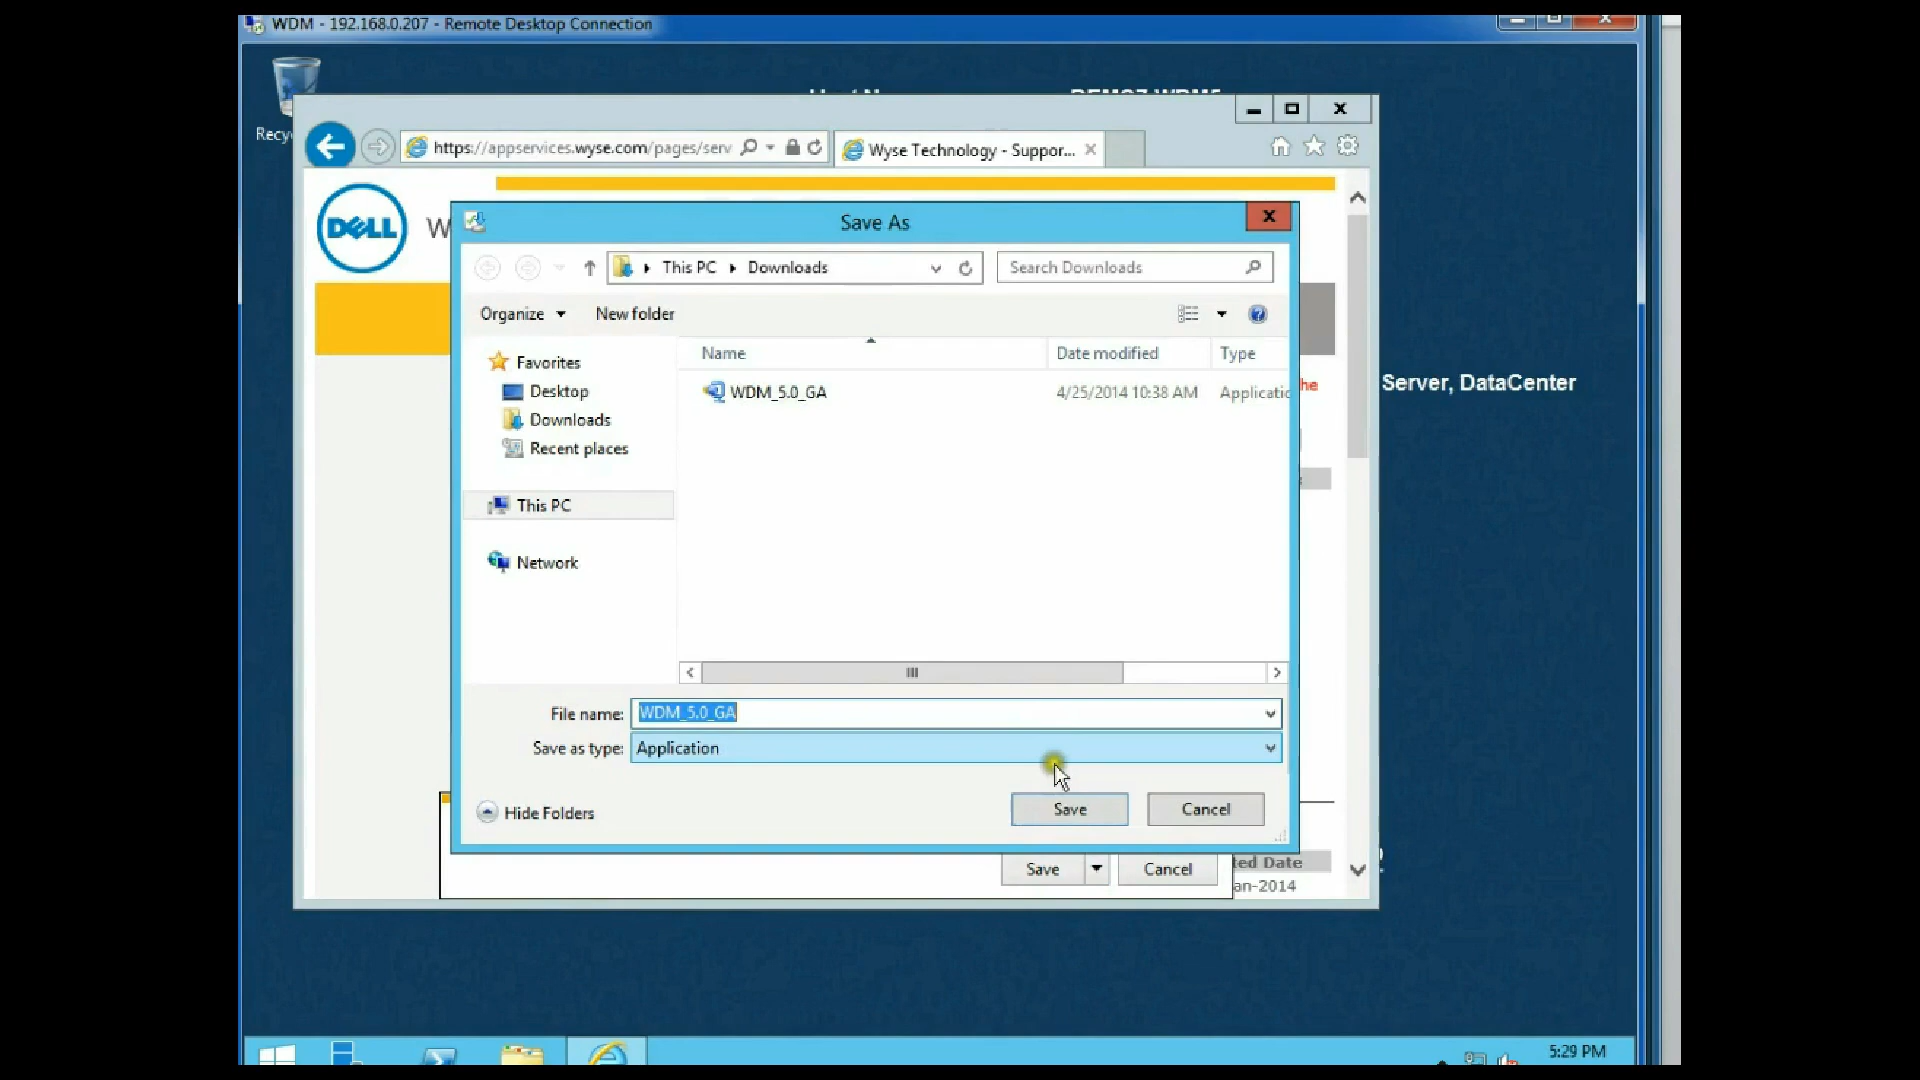 WDM - 192.168.0.207 - Remote Desktop Connection
https://appservices.wyse.com/pages/serv
Wyse Technology - Suppor...
DELL
W
Save As
This PC
Downloads
Search Downloads
Organize
New folder
Name
Date modified
Type
Favorites
Desktop
Downloads
Recent places
This PC
Network
WDM_5.0_GA
4/25/2014 10:38 AM
Applicatic
he
Server, DataCenter
File name:
WDM_5.0_GA
Save as type:
Application
Hide Folders
Save
Cancel
Save
Cancel
ted Date
an-2014
5:29 PM